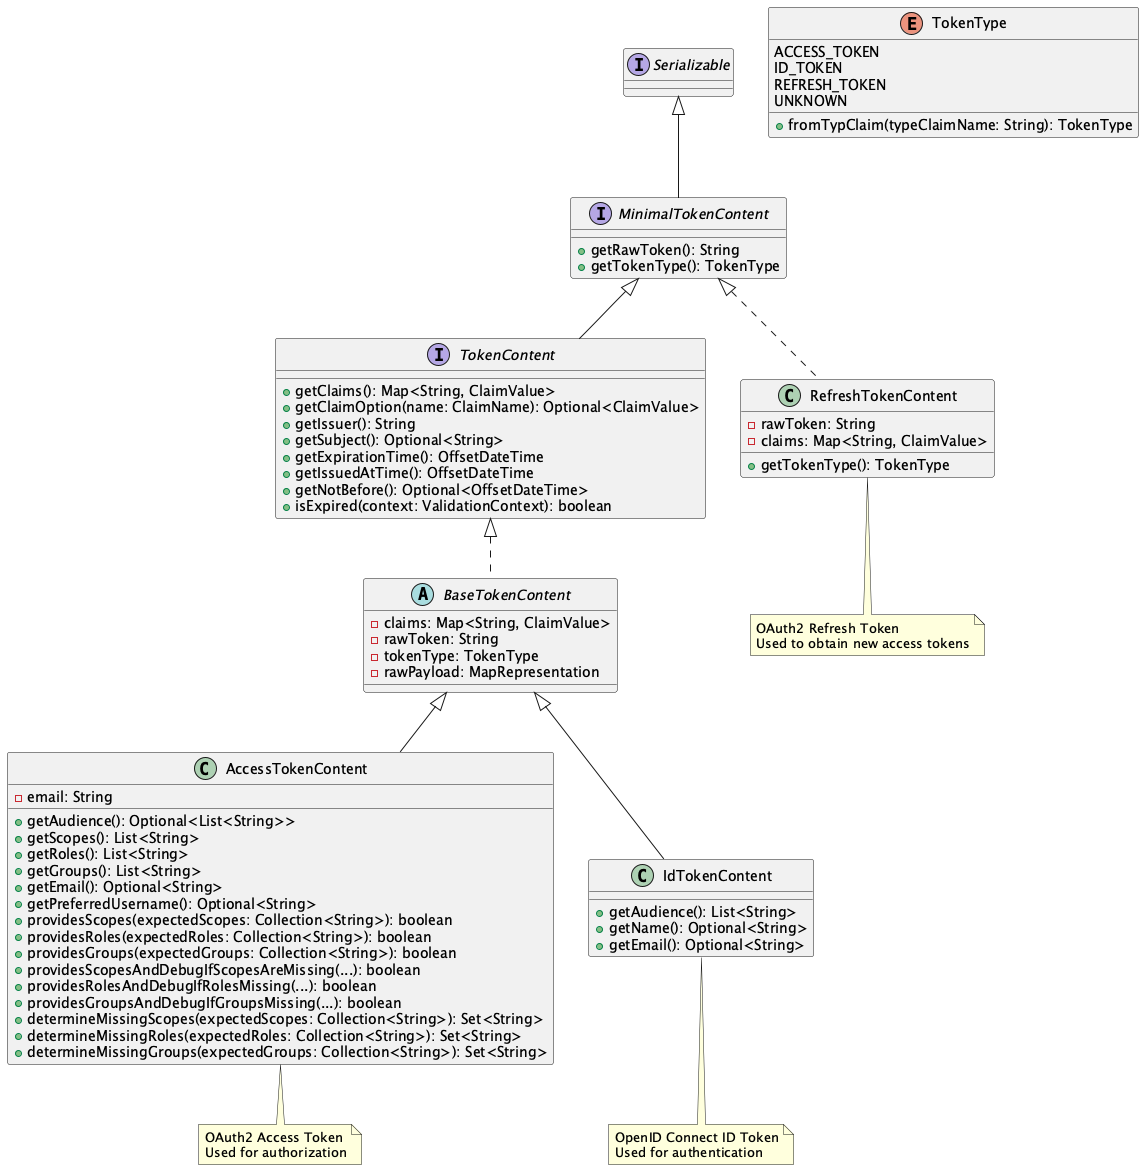 E TokenType
ACCESS_TOKEN
ID_TOKEN
REFRESH_TOKEN
UNKNOWN
fromTypClaim(typeClaimName: String): TokenType
I Serializable
I MinimalTokenContent
getRawToken(): String
getTokenType(): TokenType
I TokenContent
getClaims(): Map<String, ClaimValue>
getClaimOption(name: ClaimName): Optional<ClaimValue>
getIssuer(): String
getSubject(): Optional<String>
getExpirationTime(): OffsetDateTime
getIssuedAtTime(): OffsetDateTime
getNotBefore(): Optional<OffsetDateTime>
isExpired(context: ValidationContext): boolean
C RefreshTokenContent
rawToken: String
claims: Map<String, ClaimValue>
getTokenType(): TokenType
A BaseTokenContent
claims: Map<String, ClaimValue>
rawToken: String
tokenType: TokenType
rawPayload: MapRepresentation
OAuth2 Refresh Token
Used to obtain new access tokens
C AccessTokenContent
email: String
getAudience(): Optional<List<String>>
getScopes(): List<String>
getRoles(): List<String>
getGroups(): List<String>
getEmail(): Optional<String>
getPreferredUsername(): Optional<String>
providesScopes(expectedScopes: Collection<String>): boolean
providesRoles(expectedRoles: Collection<String>): boolean
providesGroups(expectedGroups: Collection<String>): boolean
providesScopesAndDebugIfScopesAreMissing(...): boolean
providesRolesAndDebugIfRolesMissing(...): boolean
providesGroupsAndDebugIfGroupsMissing(...): boolean
determineMissingScopes(expectedScopes: Collection<String>): Set<String>
determineMissingRoles(expectedRoles: Collection<String>): Set<String>
determineMissingGroups(expectedGroups: Collection<String>): Set<String>
C IdTokenContent
getAudience(): List<String>
getName(): Optional<String>
getEmail(): Optional<String>
OAuth2 Access Token
Used for authorization
OpenID Connect ID Token
Used for authentication